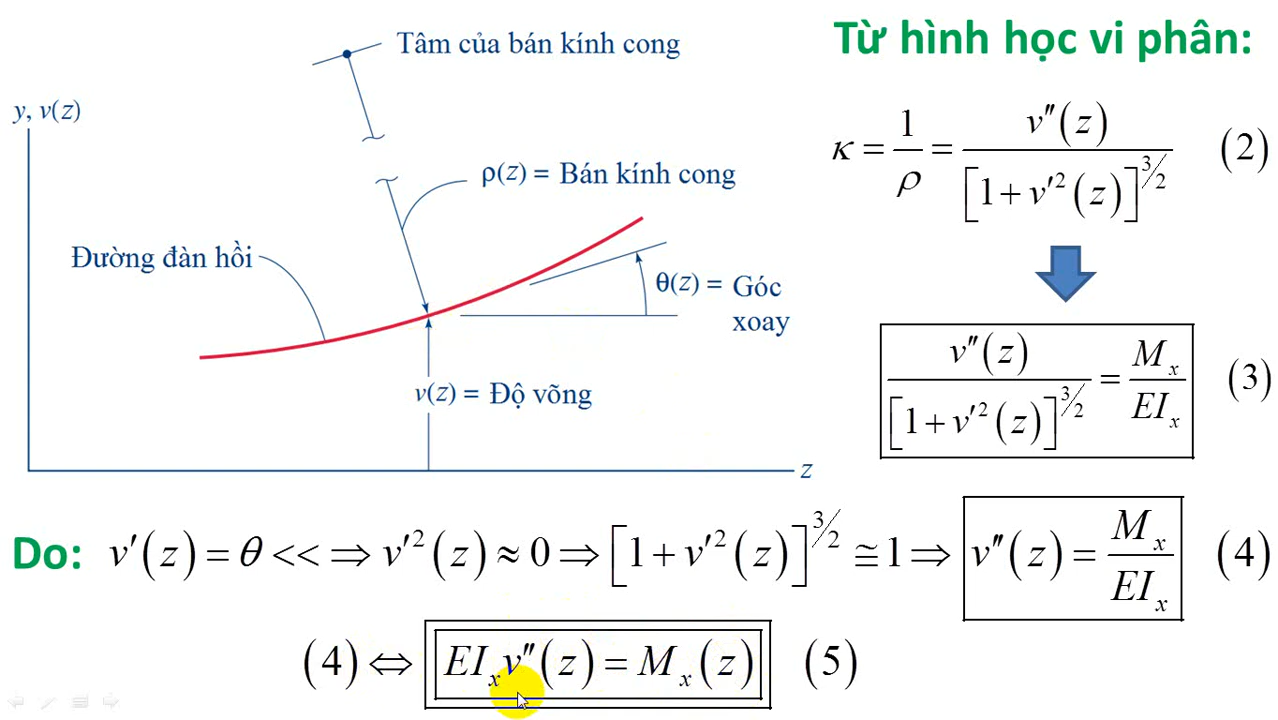 Từ hình học vi phân:
Tâm của bán kính cong
y, v(z)
κ = 1/ρ = v″(z) / [1 + v′²(z)]^(3/2) (2)
ρ(z) = Bán kính cong
Đường đàn hồi
θ(z) = Góc
xoay
v″(z) / [1 + v′²(z)]^(3/2) = Mₓ / EIₓ (3)
v(z) = Độ võng
z
Do: v′(z) = θ << ⇒ v′²(z) ≈ 0 ⇒ [1 + v′²(z)]^(3/2) ≅ 1 ⇒ v″(z) = Mₓ / EIₓ (4)
(4) ⇔ EIₓv″(z) = Mₓ(z) (5)